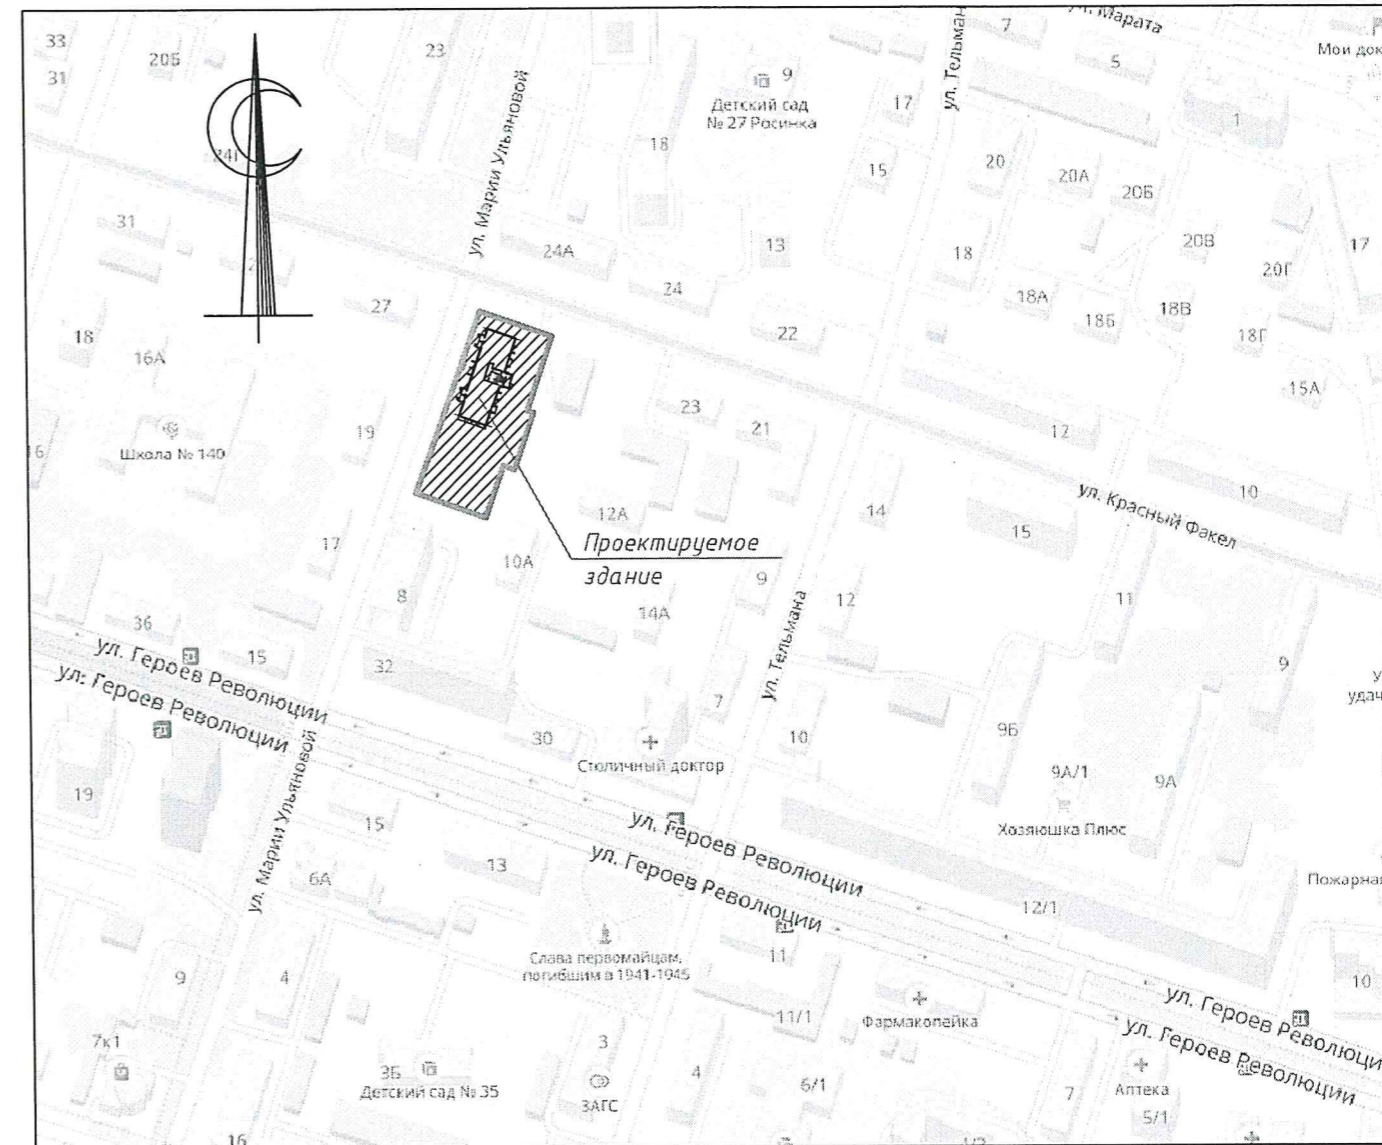 33
20Б
23
ул. Марии Ульяновой
9
Детский сад
№ 27 Росинка
17
7
5
ул. Марата
Мои док
31
1
18
15
20
20А
20Б
31
24А
13
18
20В
20Г
17
27
24
22
18А
18Б
18В
18Г
18
16А
15А
19
23
21
12
Школа № 140
10
ул. Красный Факел
12А
14
15
Проектируемое
здание
17
10А
8
9
12
11
14А
ул. Тельмана
36
15
32
9
ул. Героев Революции
ул. Героев Революции
7
30
10
9Б
Столичный доктор
9А/1
9А
19
ул. Марии Ульяновой
15
Хозяюшка Плюс
ул. Героев Революции
ул. Героев Революции
13
6А
Пожарная
12/1
Слава первомайцам,
погибшим в 1941-1945
11
9
4
10
11/1
Фармакопейка
ул. Героев Революци
ул. Героев Революции
7к1
3
3Б
Детский сад № 35
ЗАГС
4
6/1
7
Аптека
5/1
16